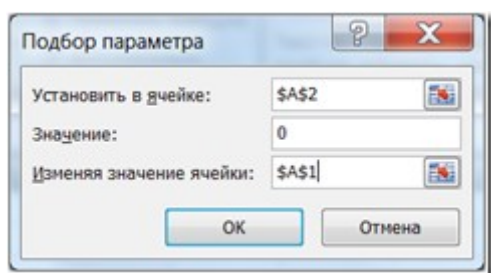 Подбор параметра
Установить в ячейке: $A$2
Значение: 0
Изменяя значение ячейки: $A$1
ОК Отмена